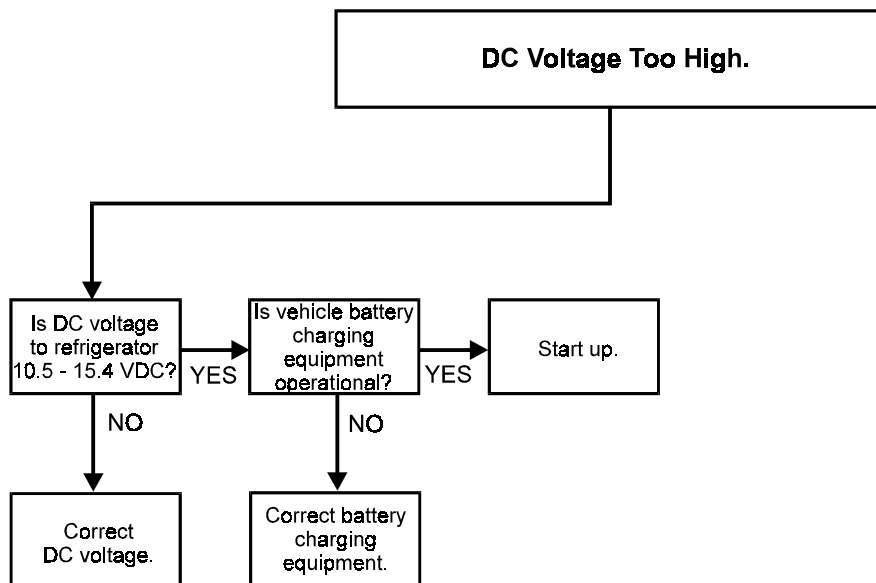 DC Voltage Too High.
Is DC voltage
to refrigerator
10.5 - 15.4 VDC?
YES
Is vehicle battery
charging
equipment
operational?
YES
Start up.
NO
NO
Correct
DC voltage.
Correct battery
charging
equipment.